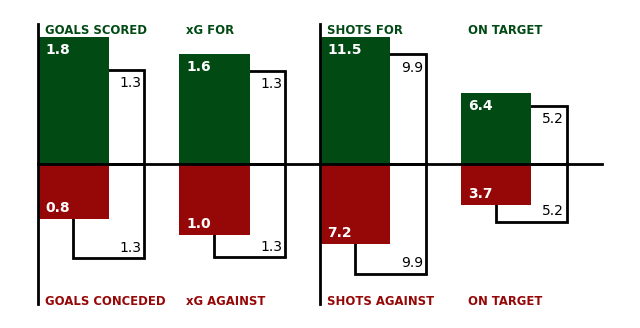 GOALS SCORED xG FOR SHOTS FOR ON TARGET
1.8 1.3 1.6 1.3 11.5 9.9 6.4 5.2
0.8 1.3 1.0 1.3 7.2 9.9 3.7 5.2
GOALS CONCEDED xG AGAINST SHOTS AGAINST ON TARGET